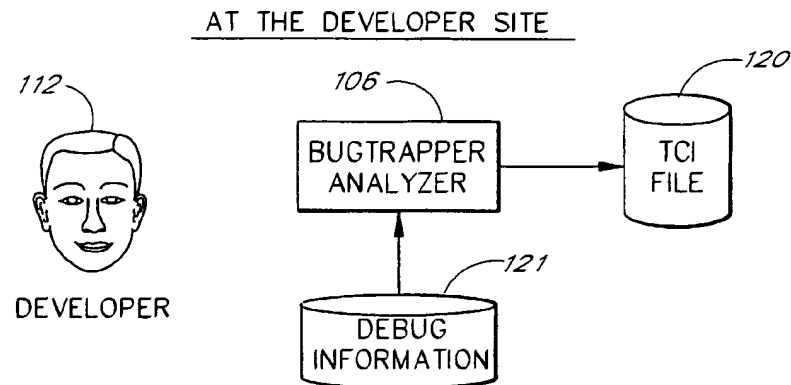 AT THE DEVELOPER SITE
112
106
120
BUGTRAPPER
ANALYZER
TCI
FILE
121
DEVELOPER
DEBUG
INFORMATION